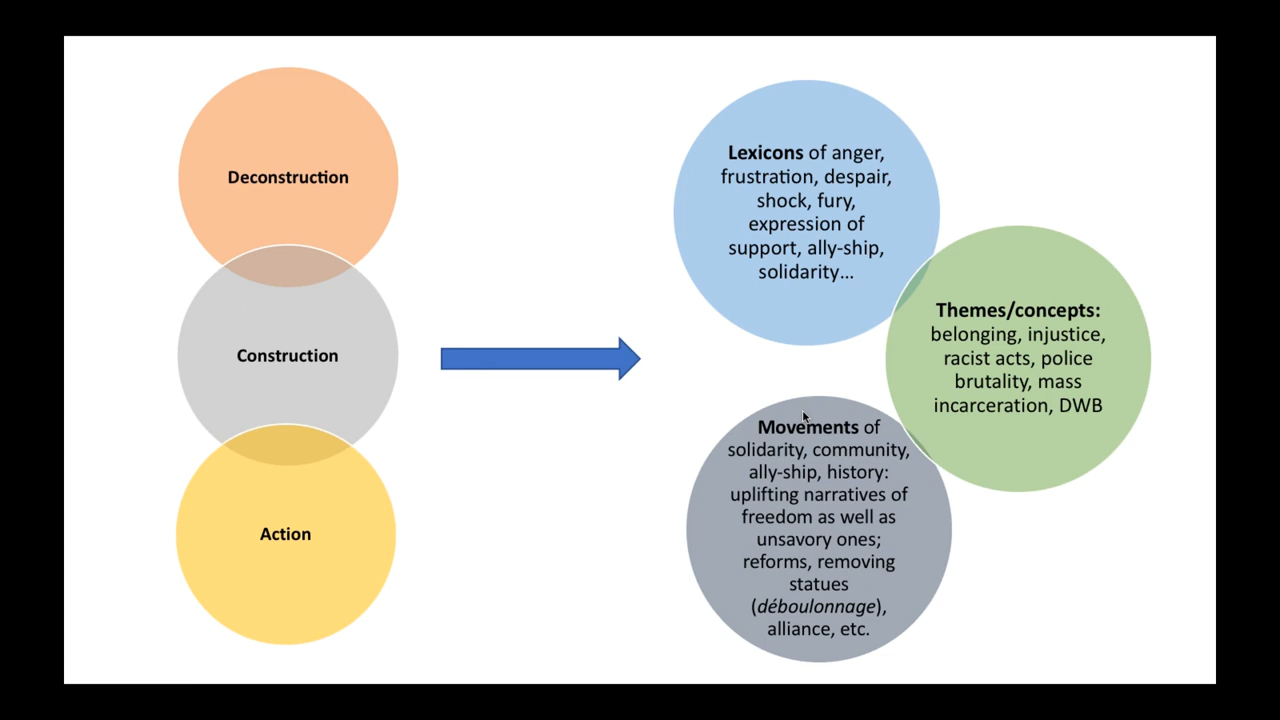 Deconstruction
Construction
Action
Lexicons of anger,
frustration, despair,
shock, fury,
expression of
support, ally-ship,
solidarity…
Themes/concepts:
belonging, injustice,
racist acts, police
brutality, mass
incarceration, DWB
Movements of
solidarity, community,
ally-ship, history:
uplifting narratives of
freedom as well as
unsavory ones;
reforms, removing
statues
(déboulonnage),
alliance, etc.